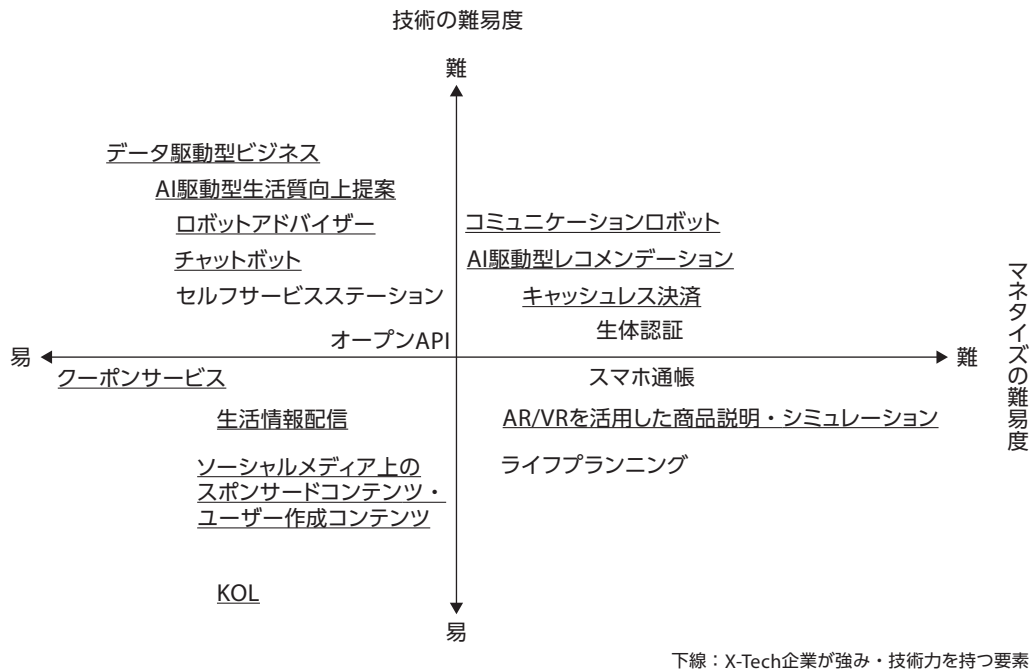 技術の難易度
難
データ駆動型ビジネス
AI駆動型生活質向上提案
ロボットアドバイザー
コミュニケーションロボット
チャットボット
AI駆動型レコメンデーション
セルフサービスステーション
キャッシュレス決済
生体認証
オープンAPI
易
難
マネタイズの難易度
クーポンサービス
スマホ通帳
生活情報配信
AR/VRを活用した商品説明・シミュレーション
ソーシャルメディア上の
スポンサードコンテンツ・
ユーザー作成コンテンツ
ライフプランニング
KOL
易
下線：X-Tech企業が強み・技術力を持つ要素